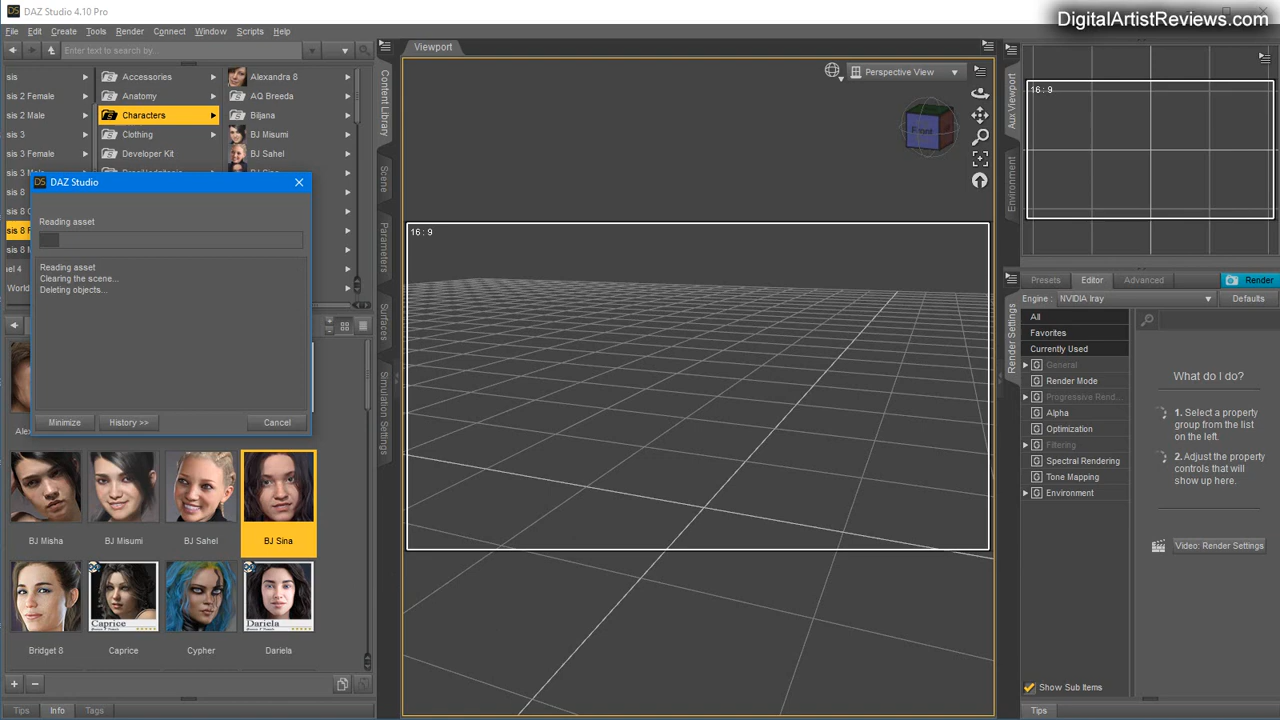 DAZ Studio 4.10 Pro
DigitalArtistReviews.com
File Edit Create Tools Render Connect Window Scripts Help
Enter text to search by...
sis
sis 2 Female
sis 2 Male
sis 3
sis 3 Female
sis 8
Accessories
Anatomy
Characters
Clothing
Developer Kit
Alexandra 8
AQ Breeda
Biljana
BJ Misumi
BJ Sahel
DAZ Studio
Reading asset
Reading asset
Clearing the scene...
Deleting objects...
Minimize
History >>
Cancel
World
BJ Misha
BJ Misumi
BJ Sahel
BJ Sina
Caprice
Dariela
Bridget 8
Caprice
Cypher
Dariela
Tips
Info
Tags
Content Library
Scene
Parameters
Surfaces
Simulation Settings
Viewport
Perspective View
Front
16 : 9
Aux Viewport
Environment
16 : 9
Render Settings
Presets
Editor
Advanced
Render
Engine :
NVIDIA Iray
Defaults
All
Favorites
Currently Used
General
Render Mode
Progressive Rend...
Alpha
Optimization
Filtering
Spectral Rendering
Tone Mapping
Environment
What do I do?
1. Select a property
group from the list
on the left.
2. Adjust the property
controls that will
show up here.
Video: Render Settings
Show Sub Items
Tips